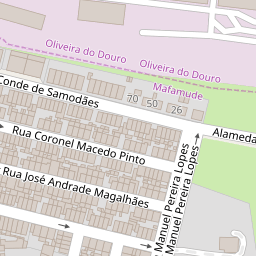 Oliveira do Douro
Oliveira do Douro
Mafamude
Conde de Samodães
70
50
26
Alameda
Rua Coronel Macedo Pinto
Rua José Andrade Magalhães
Manuel Pereira Lopes
Manuel Pereira Lopes